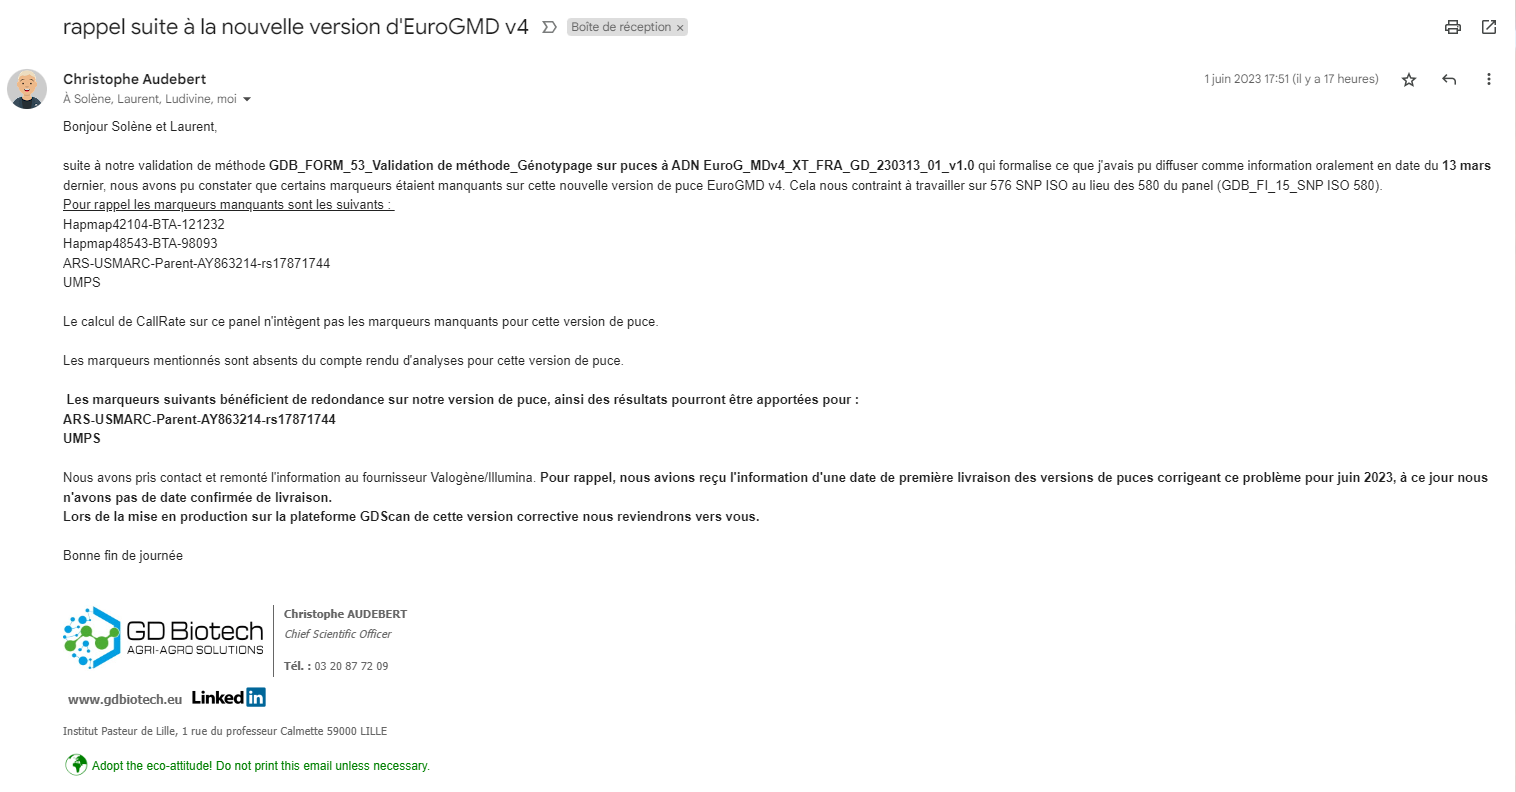 rappel suite à la nouvelle version d'EuroGMD v4
Boîte de réception ×
Christophe Audebert
1 juin 2023 17:51 (il y a 17 heures)
À Solène, Laurent, Ludivine, moi
Bonjour Solène et Laurent,
suite à notre validation de méthode GDB_FORM_53_Validation de méthode_Génotypage sur puces à ADN EuroG_MDv4_XT_FRA_GD_230313_01_v1.0 qui formalise ce que j'avais pu diffuser comme information oralement en date du 13 mars
dernier, nous avons pu constater que certains marqueurs étaient manquants sur cette nouvelle version de puce EuroGMD v4. Cela nous contraint à travailler sur 576 SNP ISO au lieu des 580 du panel (GDB_FI_15_SNP ISO 580).
Pour rappel les marqueurs manquants sont les suivants :
Hapmap42104-BTA-121232
Hapmap48543-BTA-98093
ARS-USMARC-Parent-AY863214-rs17871744
UMPS
Le calcul de CallRate sur ce panel n'intègent pas les marqueurs manquants pour cette version de puce.
Les marqueurs mentionnés sont absents du compte rendu d'analyses pour cette version de puce.
Les marqueurs suivants bénéficient de redondance sur notre version de puce, ainsi des résultats pourront être apportées pour :
ARS-USMARC-Parent-AY863214-rs17871744
UMPS
Nous avons pris contact et remonté l'information au fournisseur Valogène/Illumina. Pour rappel, nous avions reçu l'information d'une date de première livraison des versions de puces corrigeant ce problème pour juin 2023, à ce jour nous
n'avons pas de date confirmée de livraison.
Lors de la mise en production sur la plateforme GDScan de cette version corrective nous reviendrons vers vous.
Bonne fin de journée
GD Biotech
AGRI-AGRO SOLUTIONS
Christophe AUDEBERT
Chief Scientific Officer
Tél. : 03 20 87 72 09
www.gdbiotech.eu
Linked in
Institut Pasteur de Lille, 1 rue du professeur Calmette 59000 LILLE
Adopt the eco-attitude! Do not print this email unless necessary.